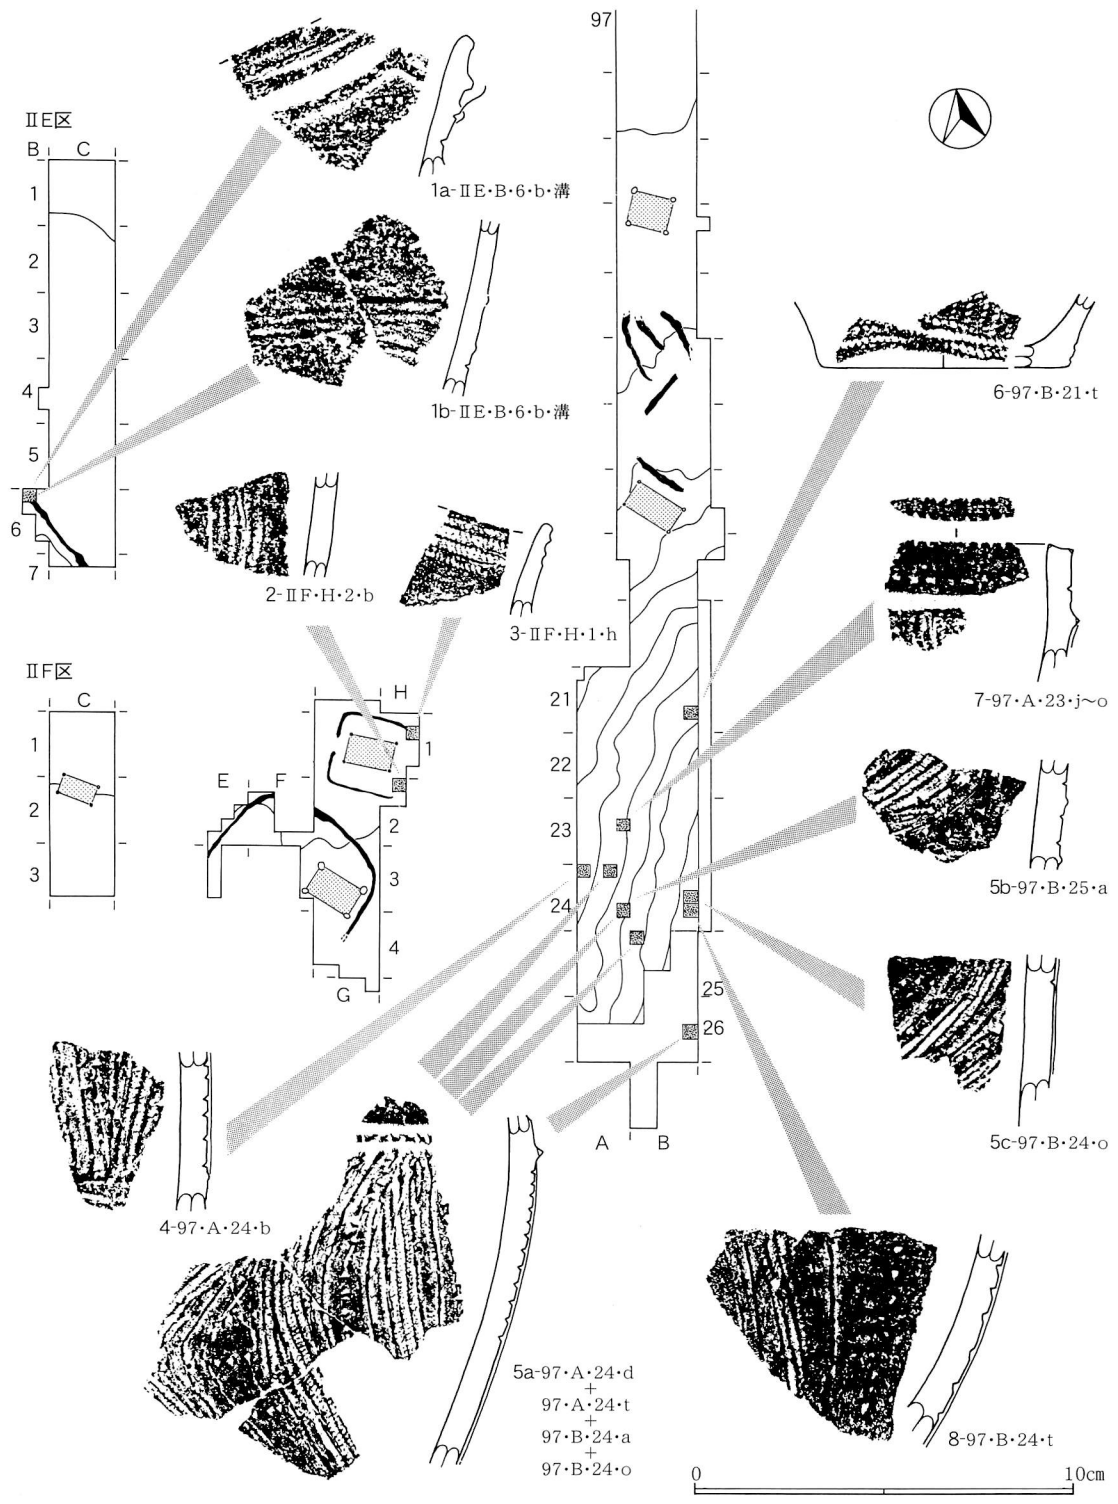 97
ⅡE区
B C
1
2
3
4
5
6
7
1a-ⅡE・B・6・b・溝
1b-ⅡE・B・6・b・溝
2-ⅡF・H・2・b
3-ⅡF・H・1・h
6-97・B・21・t
7-97・A・23・j～o
5b-97・B・25・a
5c-97・B・24・o
ⅡF区
C
1
2
3
H
1
E F
2
3
4
G
21
22
23
24
25
26
A B
4-97・A・24・b
5a-97・A・24・d
+
97・A・24・t
+
97・B・24・a
+
97・B・24・o
8-97・B・24・t
0 10cm